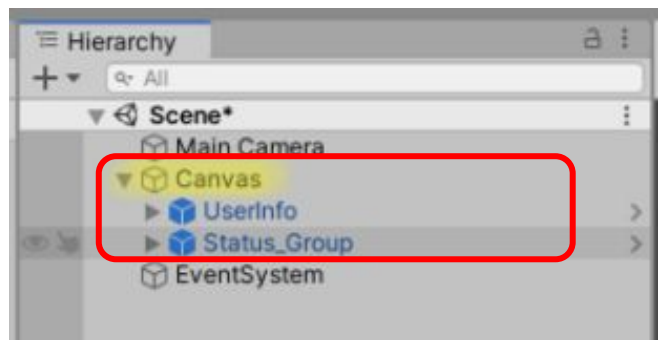 Hierarchy
All
Scene*
Main Camera
Canvas
UserInfo
Status_Group
EventSystem